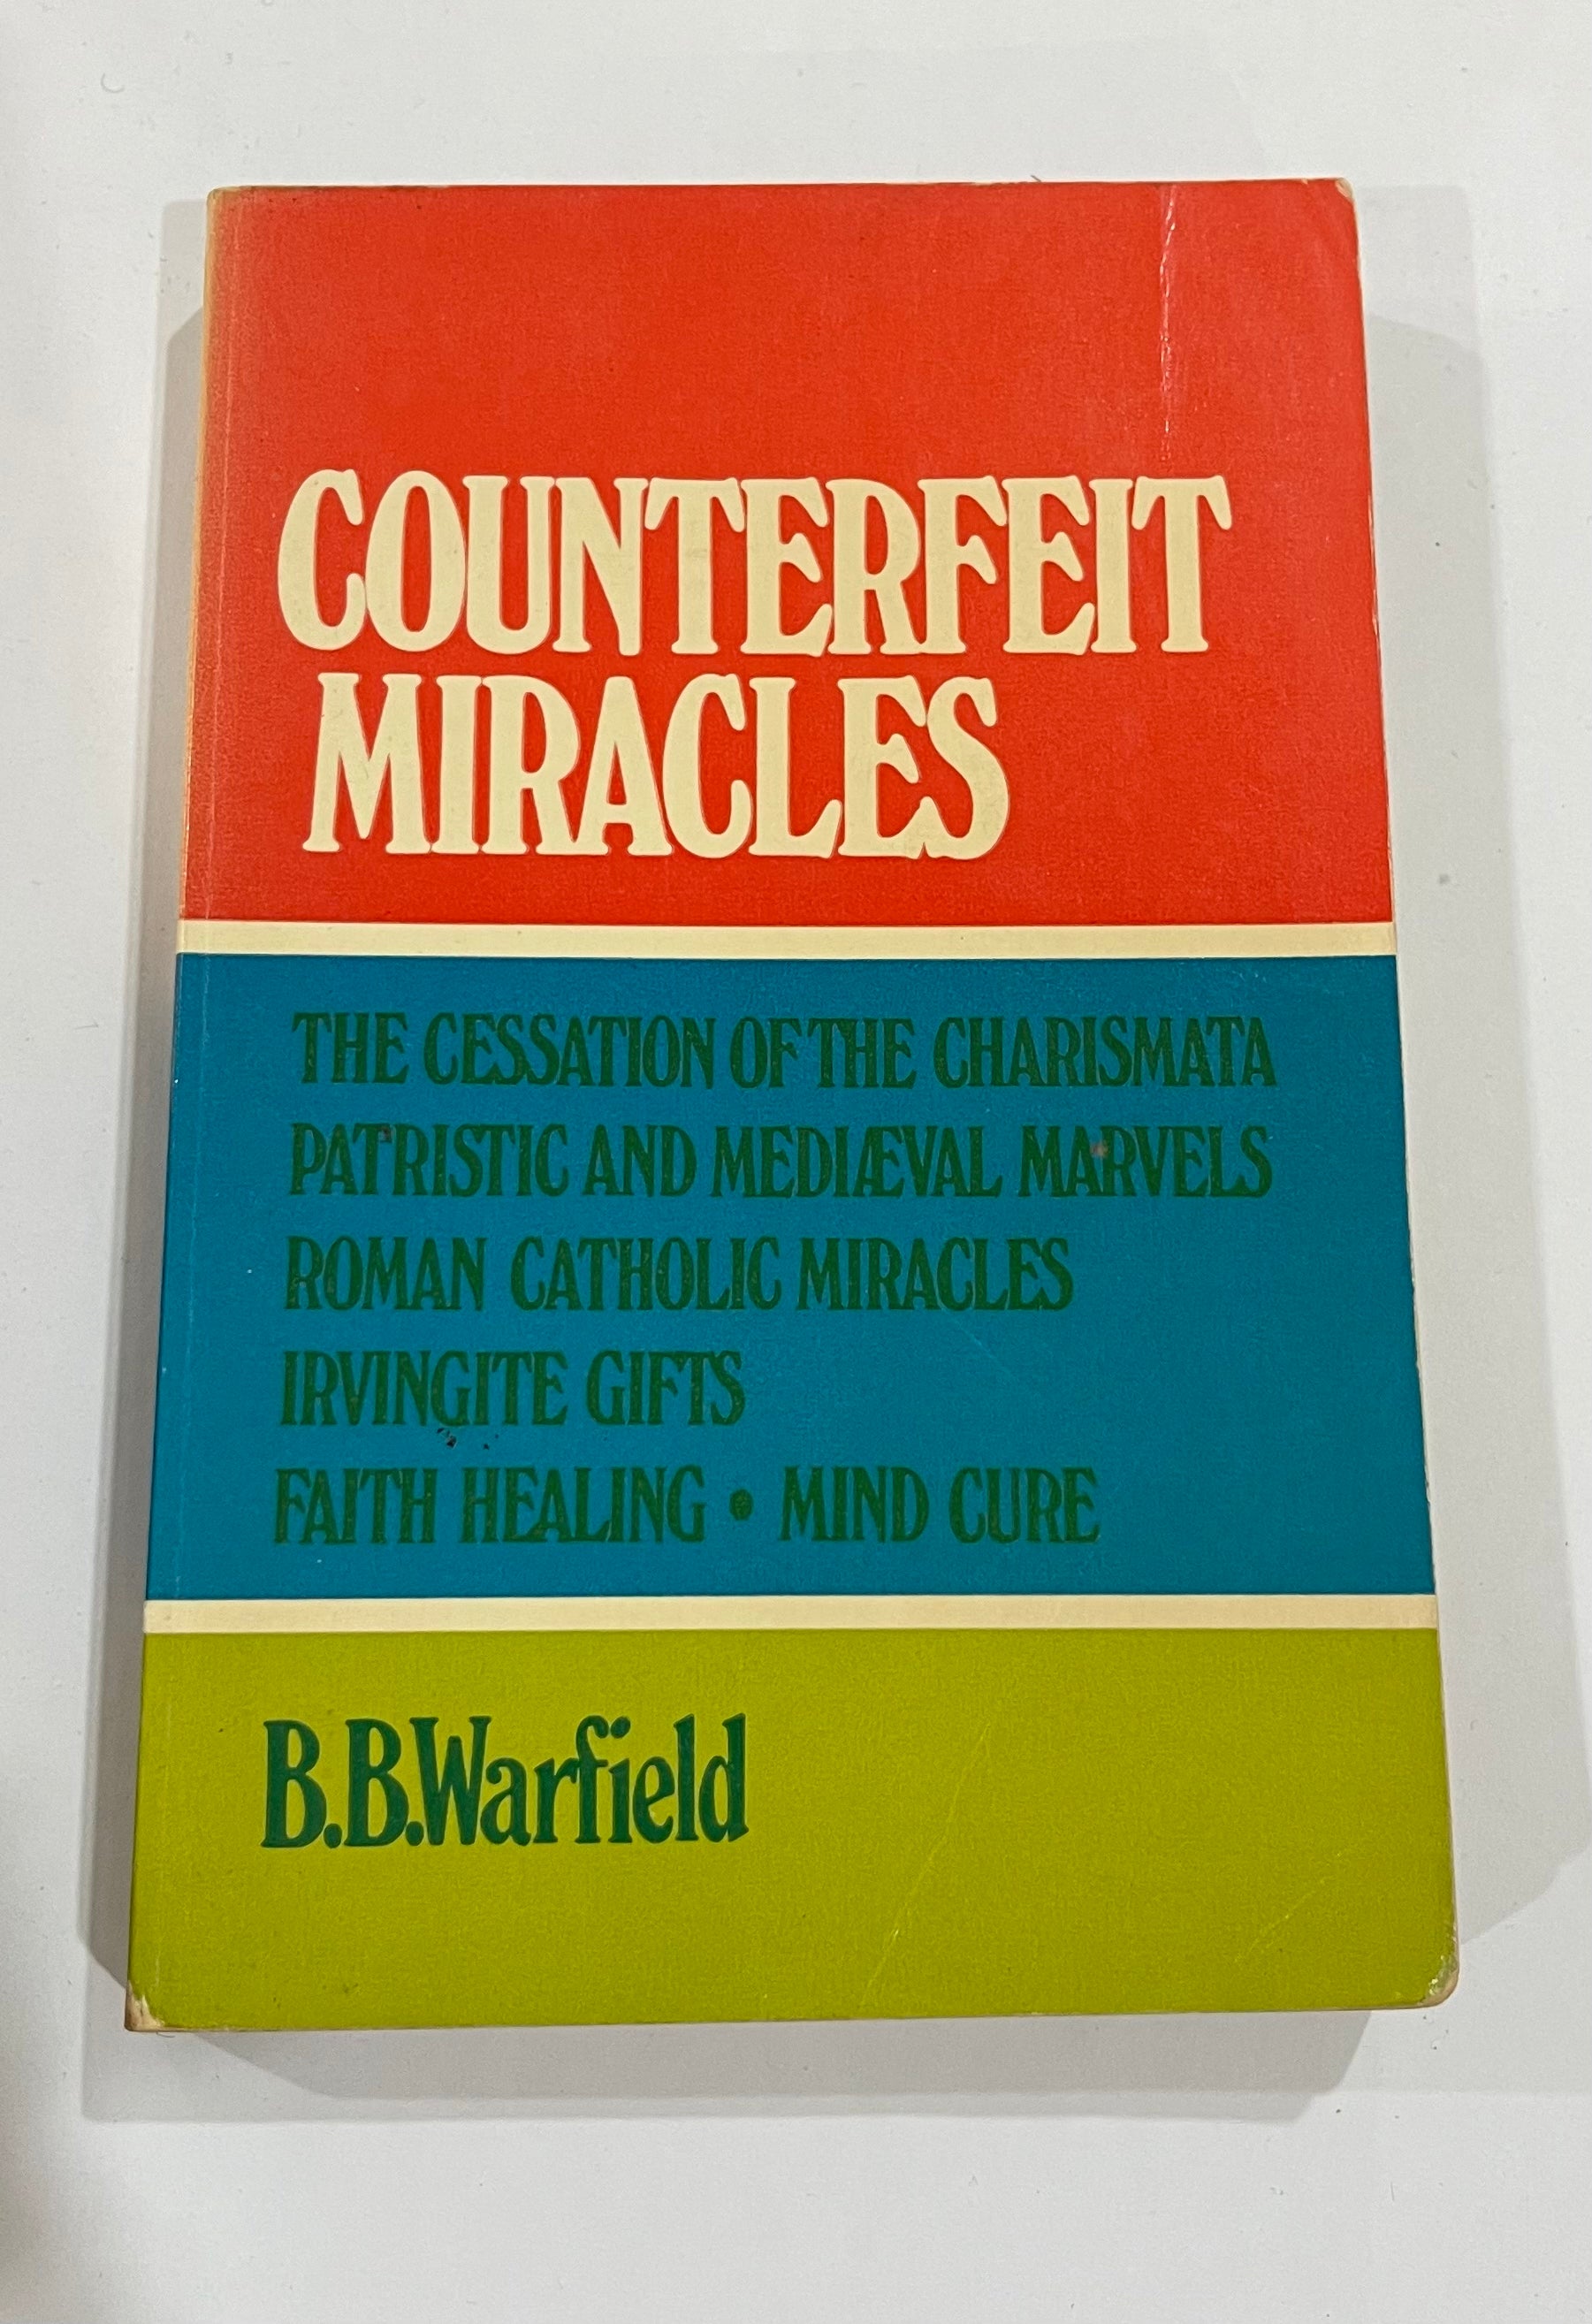 COUNTERFEIT
MIRACLES
THE CESSATION OF THE CHARISMATA
PATRISTIC AND MEDIÆVAL MARVELS
ROMAN CATHOLIC MIRACLES
IRVINGITE GIFTS
FAITH HEALING • MIND CURE
B.B.Warfield